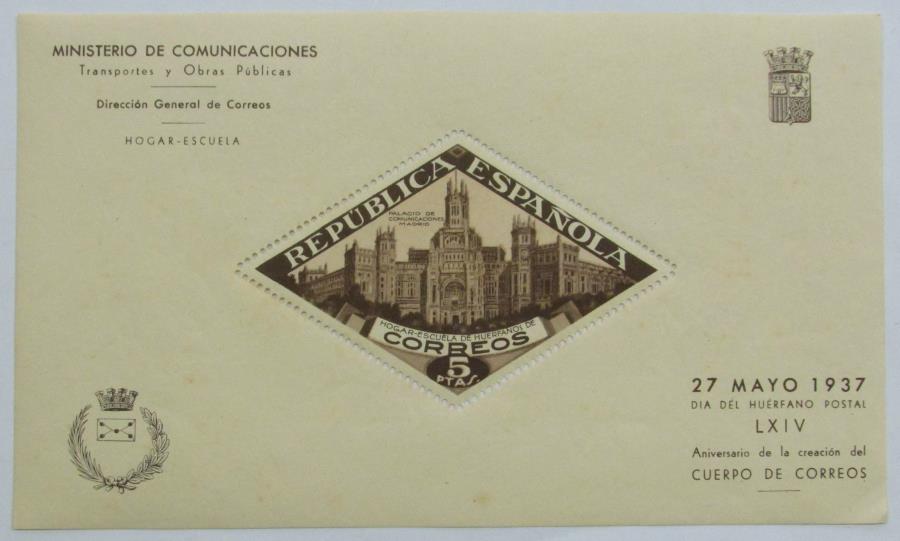 MINISTERIO DE COMUNICACIONES
Transportes y Obras Públicas
Dirección General de Correos
HOGAR-ESCUELA
REPÚBLICA ESPAÑOLA
PALACIO DE
COMUNICACIONES
MADRID
HOGAR-ESCUELA DE HUERFANOS DE
CORREOS
5
PTAS.
27 MAYO 1937
DIA DEL HUÉRFANO POSTAL
LXIV
Aniversario de la creación del
CUERPO DE CORREOS